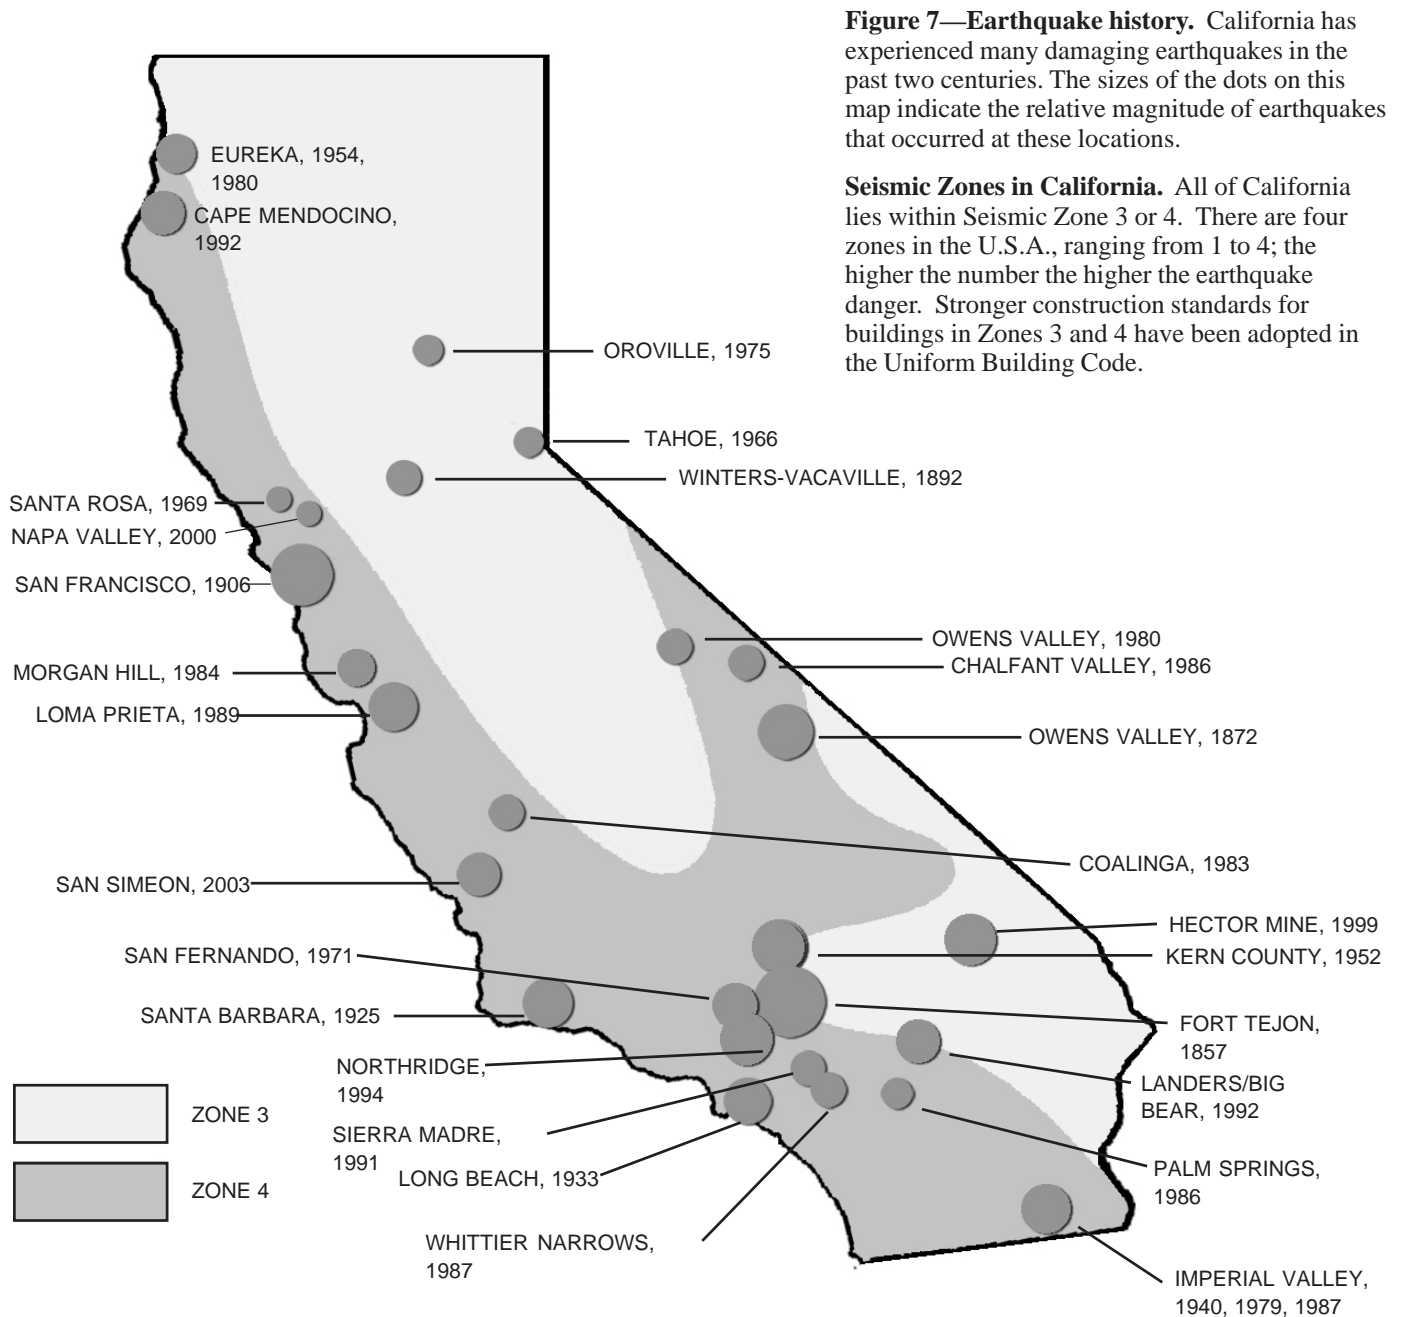 Figure 7—Earthquake history. California has
experienced many damaging earthquakes in the
past two centuries. The sizes of the dots on this
map indicate the relative magnitude of earthquakes
that occurred at these locations.
Seismic Zones in California. All of California
lies within Seismic Zone 3 or 4. There are four
zones in the U.S.A., ranging from 1 to 4; the
higher the number the higher the earthquake
danger. Stronger construction standards for
buildings in Zones 3 and 4 have been adopted in
the Uniform Building Code.
EUREKA, 1954,
1980
CAPE MENDOCINO,
1992
OROVILLE, 1975
TAHOE, 1966
WINTERS-VACAVILLE, 1892
SANTA ROSA, 1969
NAPA VALLEY, 2000
SAN FRANCISCO, 1906
OWENS VALLEY, 1980
CHALFANT VALLEY, 1986
MORGAN HILL, 1984
LOMA PRIETA, 1989
OWENS VALLEY, 1872
COALINGA, 1983
SAN SIMEON, 2003
HECTOR MINE, 1999
SAN FERNANDO, 1971
KERN COUNTY, 1952
SANTA BARBARA, 1925
FORT TEJON,
1857
NORTHRIDGE,
1994
LANDERS/BIG
BEAR, 1992
ZONE 3
SIERRA MADRE,
1991
LONG BEACH, 1933
PALM SPRINGS,
1986
ZONE 4
WHITTIER NARROWS,
1987
IMPERIAL VALLEY,
1940, 1979, 1987